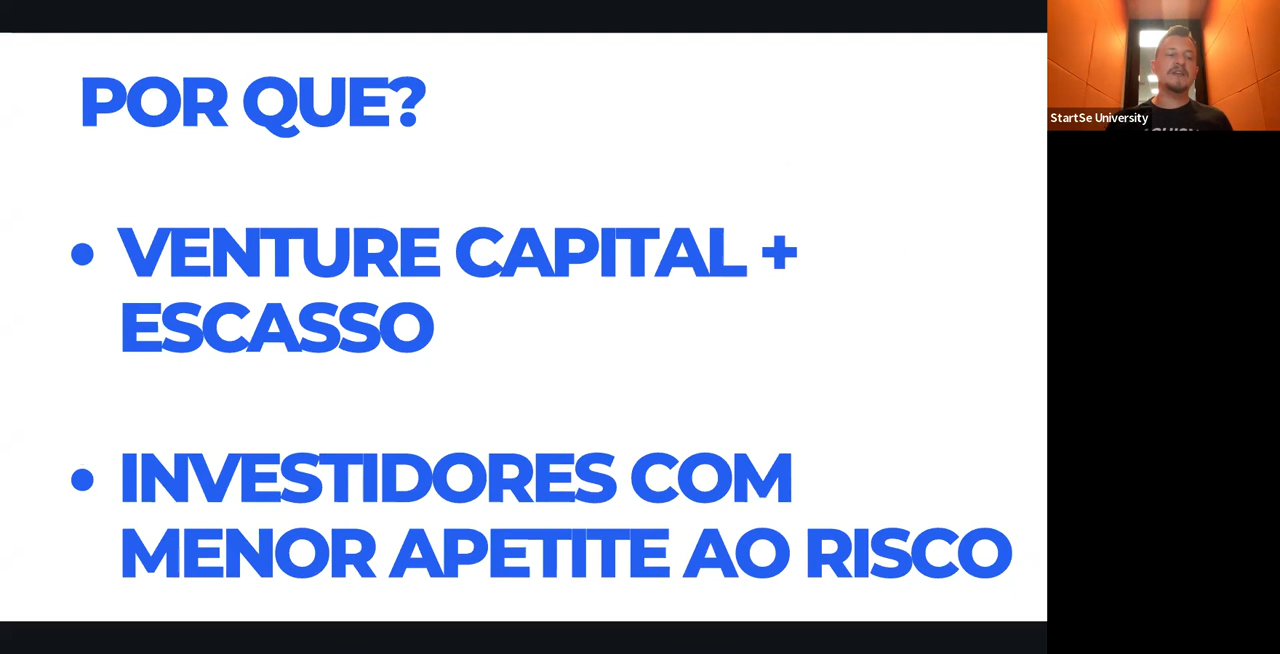 POR QUE?
• VENTURE CAPITAL +
ESCASSO
• INVESTIDORES COM
MENOR APETITE AO RISCO
StartSe University